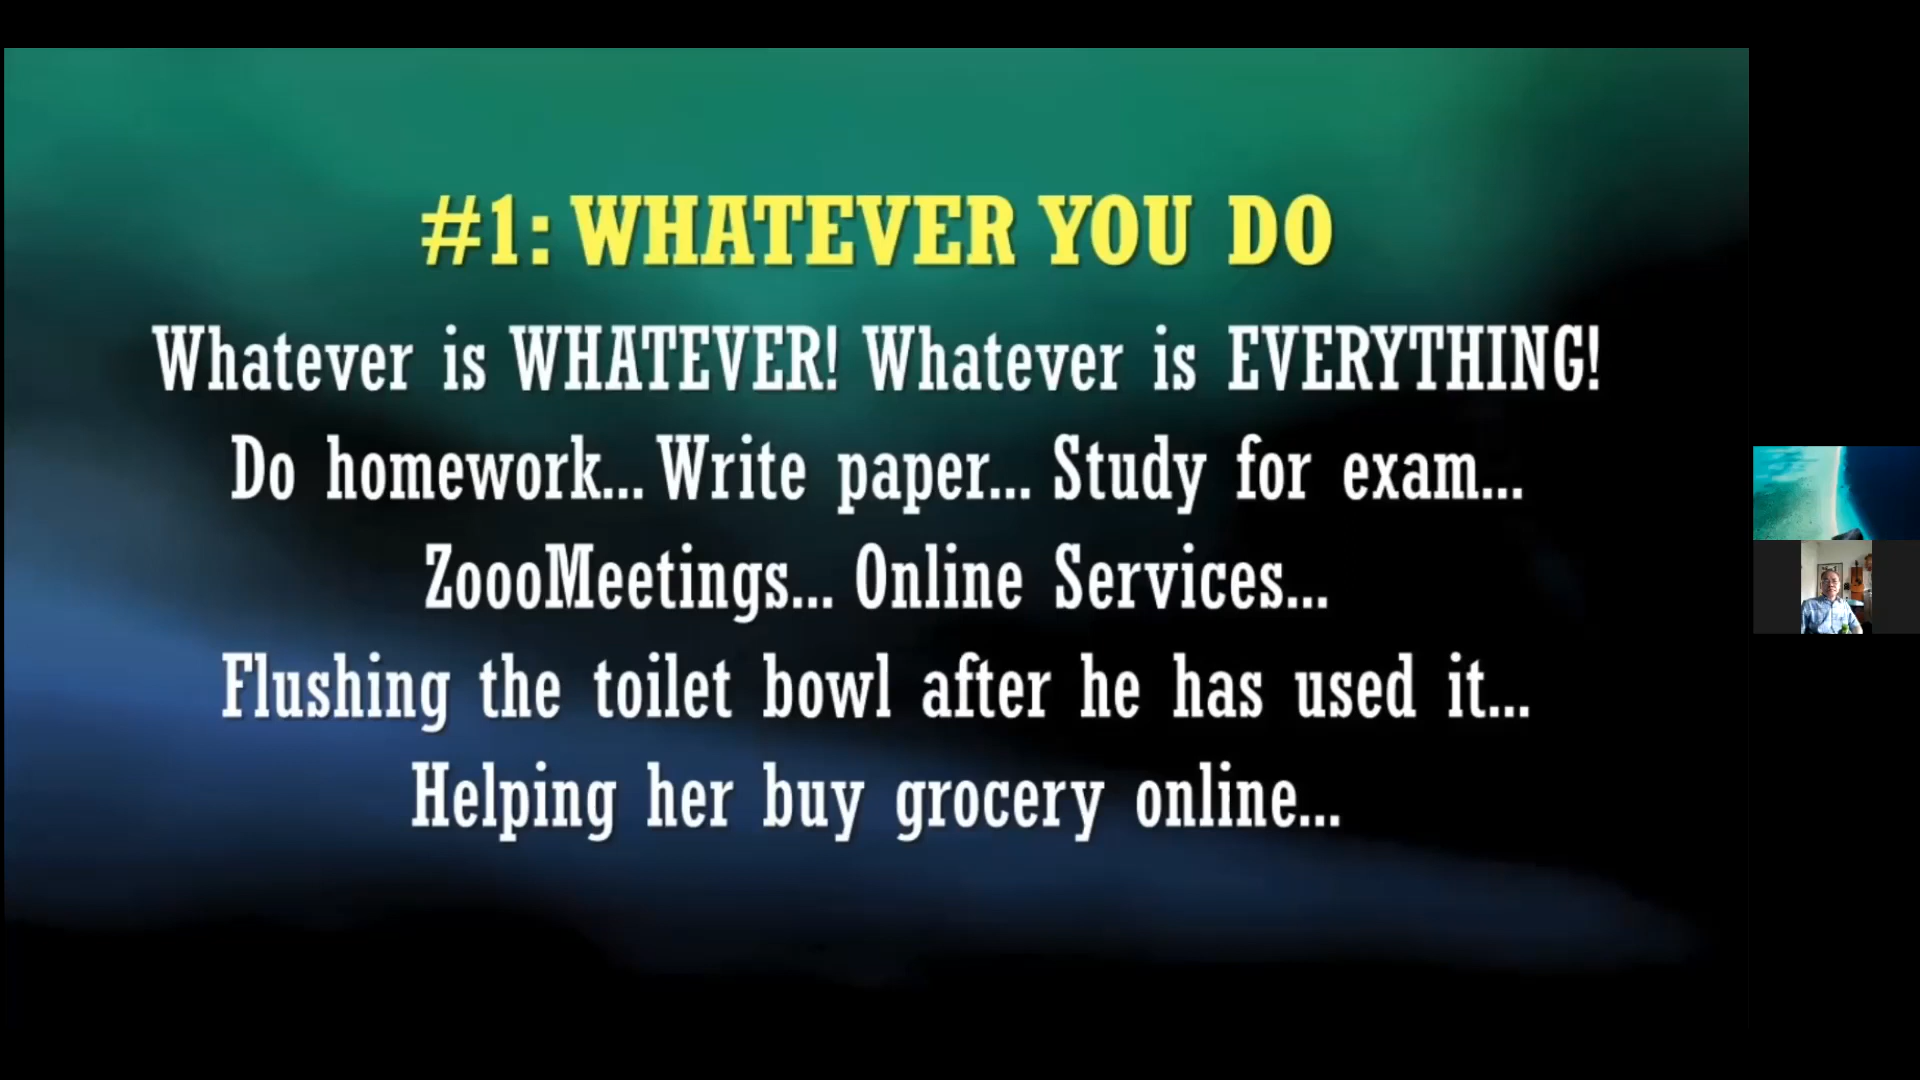 #1: WHATEVER YOU DO
Whatever is WHATEVER! Whatever is EVERYTHING!
Do homework... Write paper... Study for exam...
ZoooMeetings... Online Services...
Flushing the toilet bowl after he has used it...
Helping her buy grocery online...